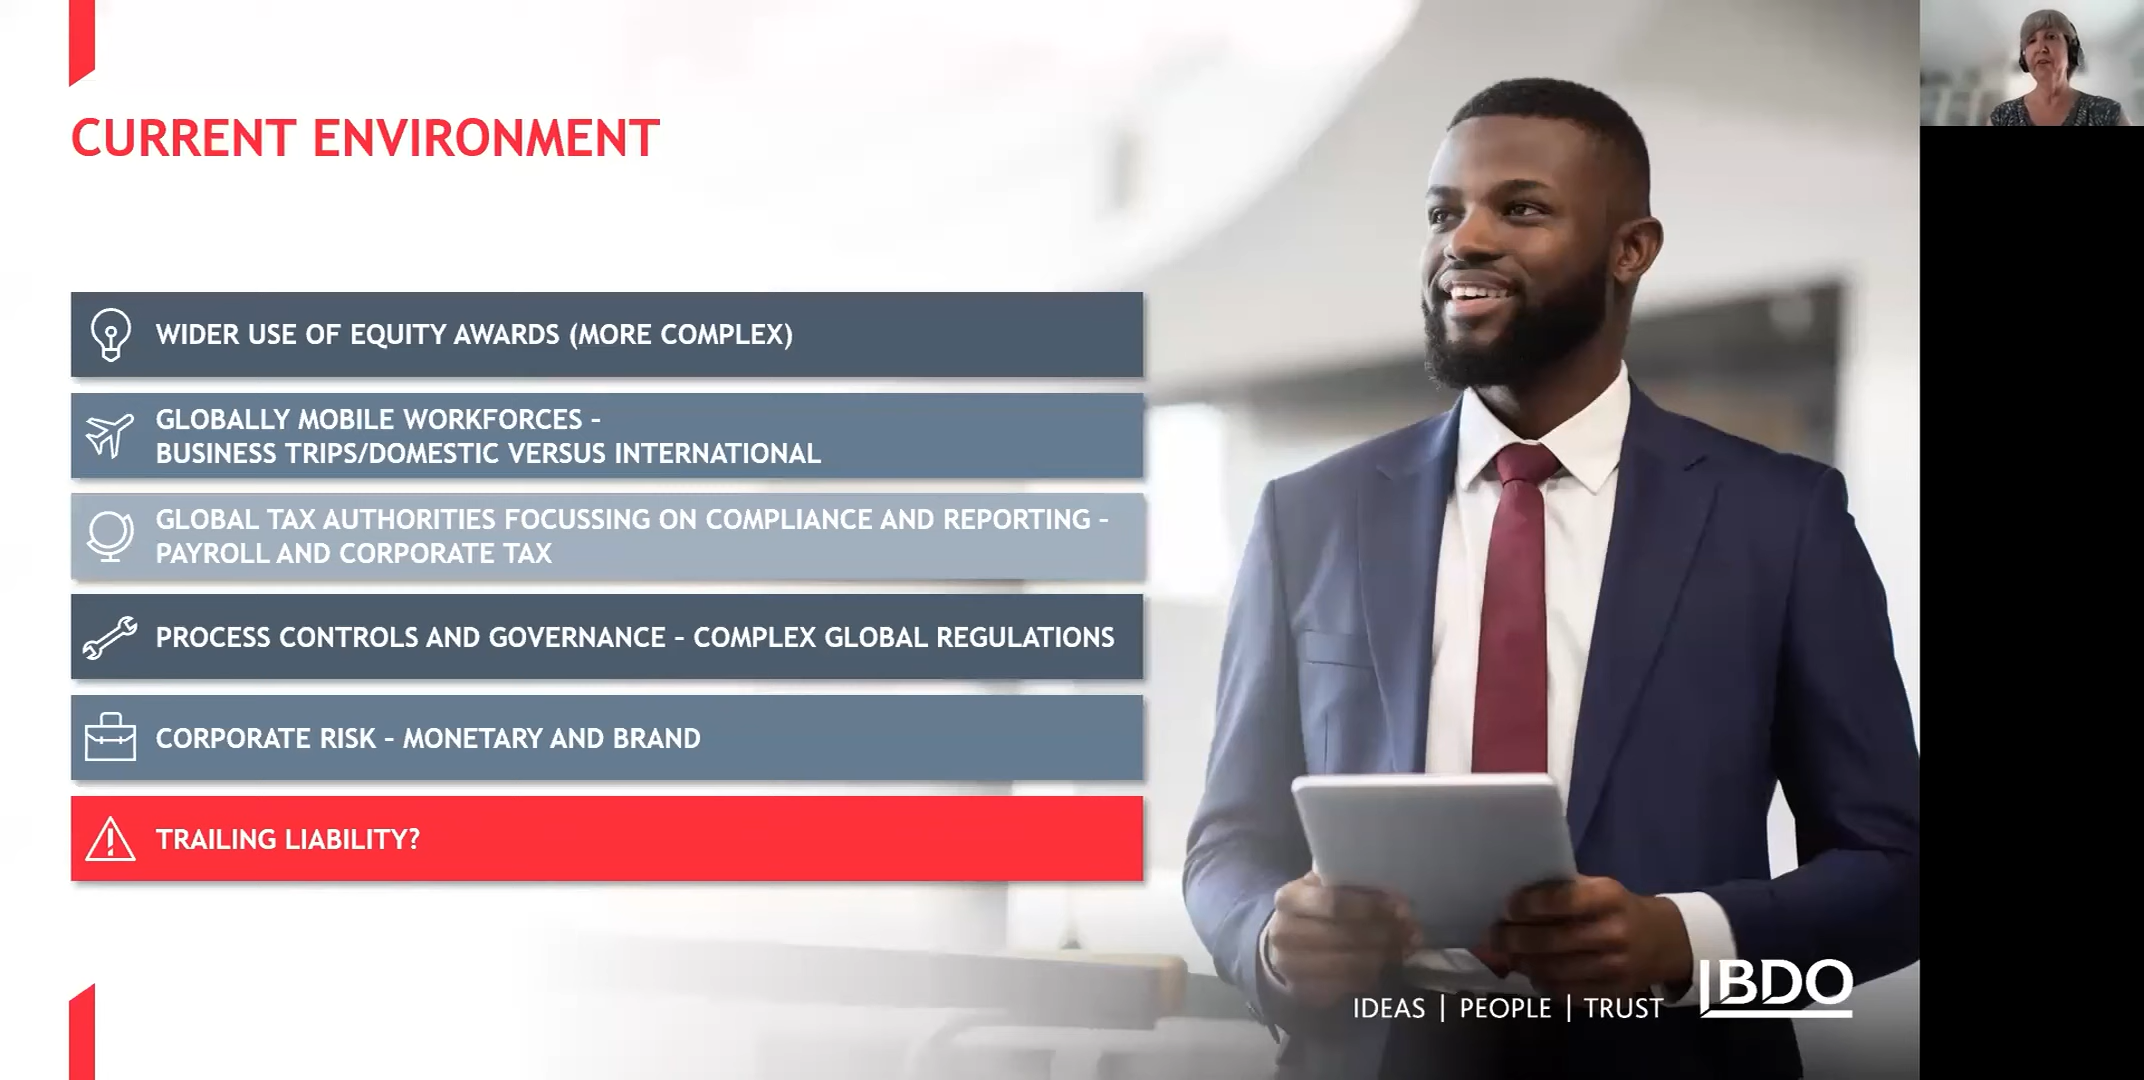 CURRENT ENVIRONMENT
WIDER USE OF EQUITY AWARDS (MORE COMPLEX)
GLOBALLY MOBILE WORKFORCES –
BUSINESS TRIPS/DOMESTIC VERSUS INTERNATIONAL
GLOBAL TAX AUTHORITIES FOCUSSING ON COMPLIANCE AND REPORTING –
PAYROLL AND CORPORATE TAX
PROCESS CONTROLS AND GOVERNANCE – COMPLEX GLOBAL REGULATIONS
CORPORATE RISK – MONETARY AND BRAND
TRAILING LIABILITY?
IDEAS | PEOPLE | TRUST
BDO